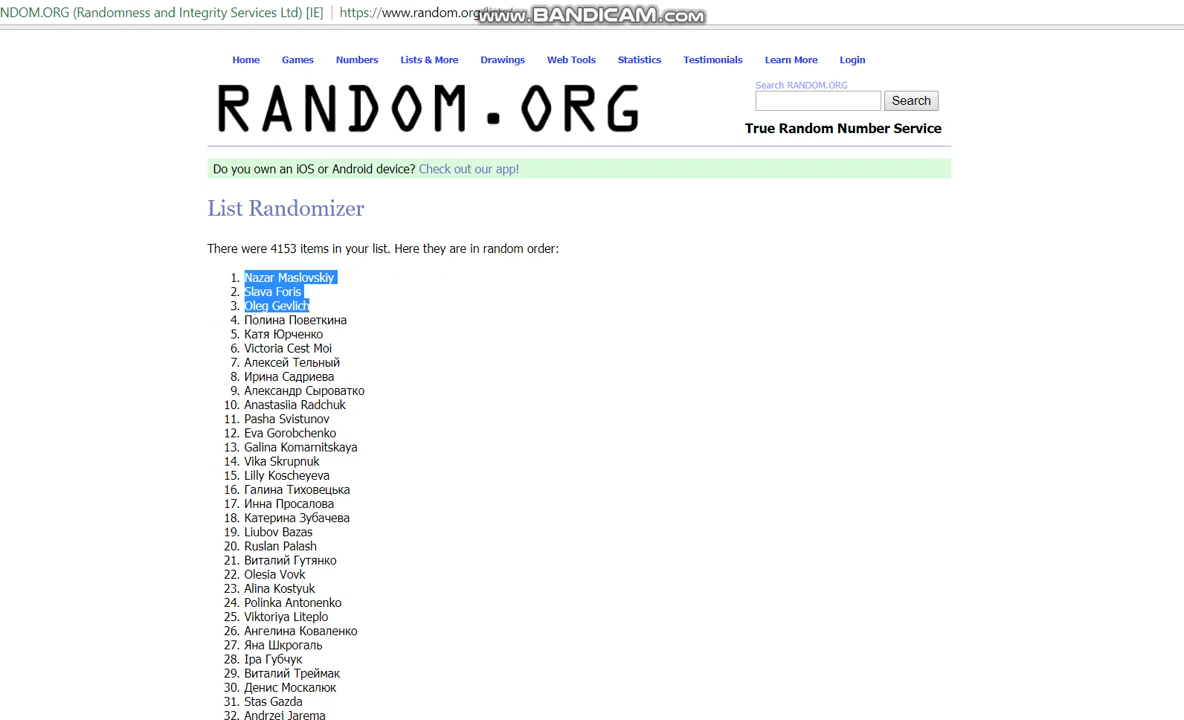 NDOM.ORG (Randomness and Integrity Services Ltd) [IE] | https://www.random.org
www.BANDICAM.com
Home Games Numbers Lists & More Drawings Web Tools Statistics Testimonials Learn More Login
RANDOM.ORG
Search RANDOM.ORG
Search
True Random Number Service
Do you own an iOS or Android device? Check out our app!
List Randomizer
There were 4153 items in your list. Here they are in random order:
1. Nazar Maslovskiy
2. Slava Foris
3. Oleg Gevlich
4. Полина Поветкина
5. Катя Юрченко
6. Victoria Cest Moi
7. Алексей Тельный
8. Ирина Садриева
9. Александр Сыроватко
10. Anastasiia Radchuk
11. Pasha Svistunov
12. Eva Gorobchenko
13. Galina Komarnitskaya
14. Vika Skrupnuk
15. Lilly Koscheyeva
16. Галина Тиховецька
17. Инна Просалова
18. Катерина Зубачева
19. Liubov Bazas
20. Ruslan Palash
21. Виталий Гутянко
22. Olesia Vovk
23. Alina Kostyuk
24. Polinka Antonenko
25. Viktoriya Liteplo
26. Ангелина Коваленко
27. Яна Шкрогаль
28. Іра Губчук
29. Виталий Треймак
30. Денис Москалюк
31. Stas Gazda
32. Andrzej Jarema